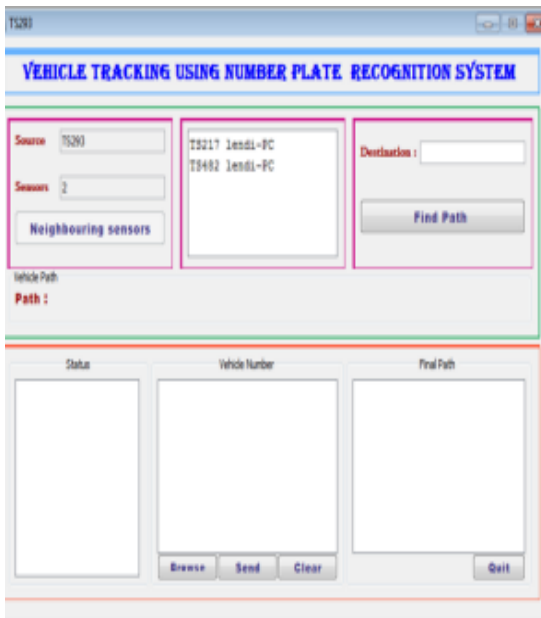 TS293
VEHICLE TRACKING USING NUMBER PLATE RECOGNITION SYSTEM
Source TS293
Sensors 2
Neighbouring sensors
TS217 lendi-PC
TS482 lendi-PC
Destination :
Find Path
Vehicle Path
Path :
Status
Vehicle Number
Final Path
Browse Send Clear
Quit